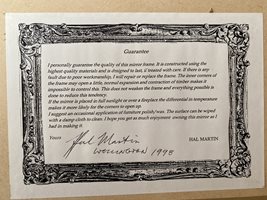 Guarantee
I personally guarantee the quality of this mirror frame. It is constructed using the
highest quality materials and is designed to last, if treated with care. If there is any
fault due to poor workmanship, I will repair or replace the frame. The inner corners of
the frame may open a little, normal expansion and contraction of timber makes it
impossible to control this. This does not weaken the frame and everything possible is
done to reduce this tendency.
If the mirror is placed in full sunlight or over a fireplace the differential in temperature
makes it more likely for the corners to open up.
I suggest an occasional application of furniture polish/wax. The surface can be wiped
with a damp cloth to clean. I hope you get as much enjoyment owning this mirror as I
had in making it
Yours Hal Martin HAL MARTIN
1998